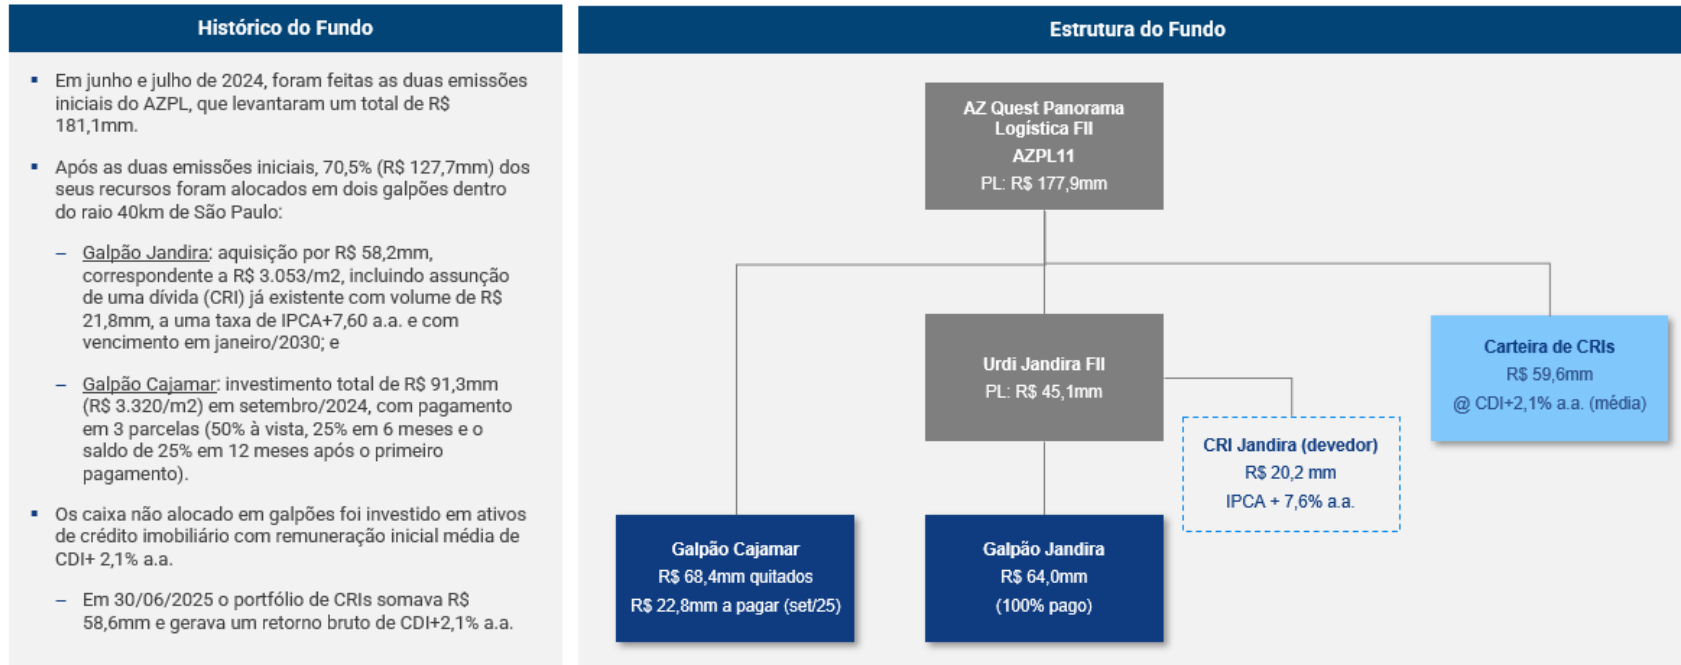 Histórico do Fundo
▪ Em junho e julho de 2024, foram feitas as duas emissões
iniciais do AZPL, que levantaram um total de R$
181,1mm.
▪ Após as duas emissões iniciais, 70,5% (R$ 127,7mm) dos
seus recursos foram alocados em dois galpões dentro
do raio 40km de São Paulo:
– Galpão Jandira: aquisição por R$ 58,2mm,
correspondente a R$ 3.053/m2, incluindo assunção
de uma dívida (CRI) já existente com volume de R$
21,8mm, a uma taxa de IPCA+7,60 a.a. e com
vencimento em janeiro/2030; e
– Galpão Cajamar: investimento total de R$ 91,3mm
(R$ 3.320/m2) em setembro/2024, com pagamento
em 3 parcelas (50% à vista, 25% em 6 meses e o
saldo de 25% em 12 meses após o primeiro
pagamento).
▪ Os caixa não alocado em galpões foi investido em ativos
de crédito imobiliário com remuneração inicial média de
CDI+ 2,1% a.a.
– Em 30/06/2025 o portfólio de CRIs somava R$
58,6mm e gerava um retorno bruto de CDI+2,1% a.a.
Estrutura do Fundo
AZ Quest Panorama
Logística FII
AZPL11
PL: R$ 177,9mm
Urdi Jandira FII
PL: R$ 45,1mm
Carteira de CRIs
R$ 59,6mm
@ CDI+2,1% a.a. (média)
CRI Jandira (devedor)
R$ 20,2 mm
IPCA + 7,6% a.a.
Galpão Cajamar
R$ 68,4mm quitados
R$ 22,8mm a pagar (set/25)
Galpão Jandira
R$ 64,0mm
(100% pago)